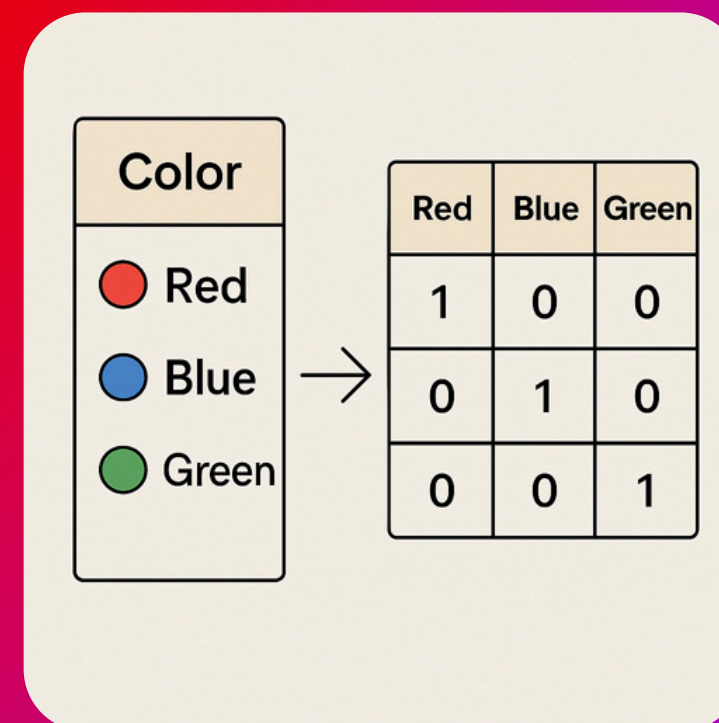 Color
Red
Blue
Green
Red Blue Green
1 0 0
0 1 0
0 0 1